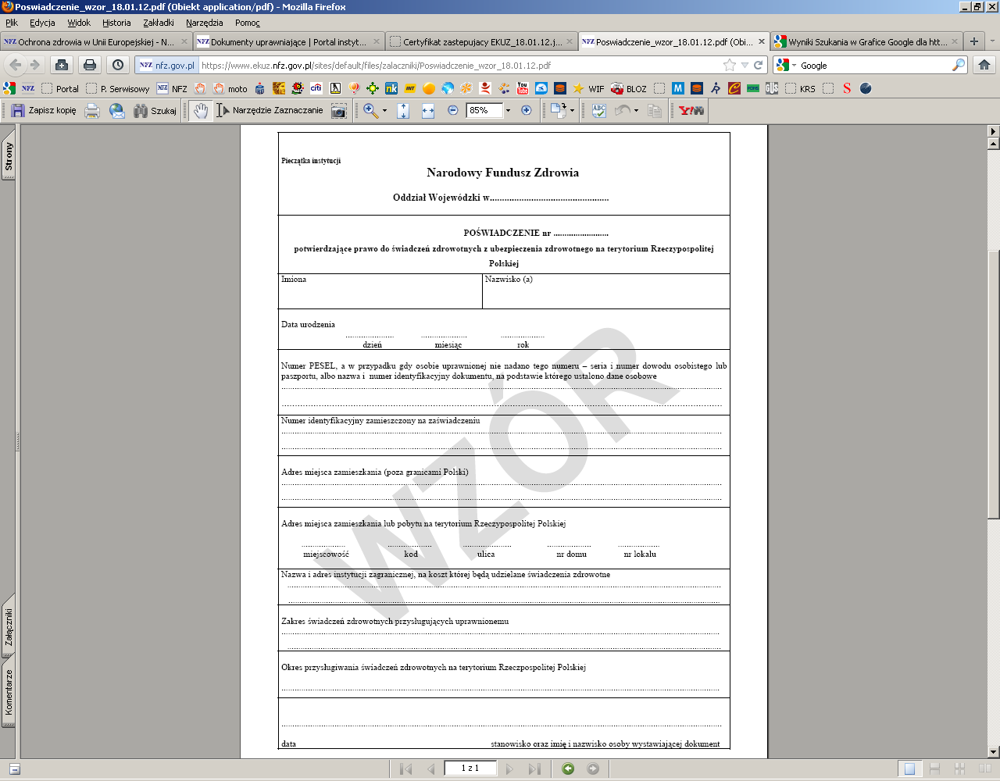 Poswiadczenie_wzor_18.01.12.pdf (Obiekt application/pdf) - Mozilla Firefox
Plik Edycja Widok Historia Zakładki Narzędzia Pomoc
Ochrona zdrowia w Unii Europejskiej - N... Dokumenty uprawniające | Portal instyt... Certyfikat zastepujacy EKUZ_18.01.12.j... Poswiadczenie_wzor_18.01.12.pdf (Obi... Wyniki Szukania w Grafice Google dla htt...
NFZ nfz.gov.pl https://www.ekuz.nfz.gov.pl/sites/default/files/zalaczniki/Poswiadczenie_wzor_18.01.12.pdf Google
Portal P. Serwisowy NFZ moto citi nk INT You Tube WIF BLOZ M KRS S
Zapisz kopię Szukaj Narzędzie Zaznaczanie 85% ABC Y!
Strony
Załączniki
Komentarze
Pieczątka instytucji
Narodowy Fundusz Zdrowia
Oddział Wojewódzki w.................................................
POŚWIADCZENIE nr .........................
potwierdzające prawo do świadczeń zdrowotnych z ubezpieczenia zdrowotnego na terytorium Rzeczypospolitej
Polskiej
Imiona Nazwisko (a)
Data urodzenia
...................... ..................... ....................
dzień miesiąc rok
Numer PESEL, a w przypadku gdy osobie uprawnionej nie nadano tego numeru – seria i numer dowodu osobistego lub
paszportu, albo nazwa i numer identyfikacyjny dokumentu, na podstawie którego ustalono dane osobowe
Numer identyfikacyjny zamieszczony na zaświadczeniu
Adres miejsca zamieszkania (poza granicami Polski)
Adres miejsca zamieszkania lub pobytu na terytorium Rzeczypospolitej Polskiej
.................... .................... ...................... .................... ...................
miejscowość kod ulica nr domu nr lokalu
Nazwa i adres instytucji zagranicznej, na koszt której będą udzielane świadczenia zdrowotne
Zakres świadczeń zdrowotnych przysługujących uprawnionemu
Okres przysługiwania świadczeń zdrowotnych na terytorium Rzeczpospolitej Polskiej
data stanowisko oraz imię i nazwisko osoby wystawiającej dokument
WZÓR
1 z 1